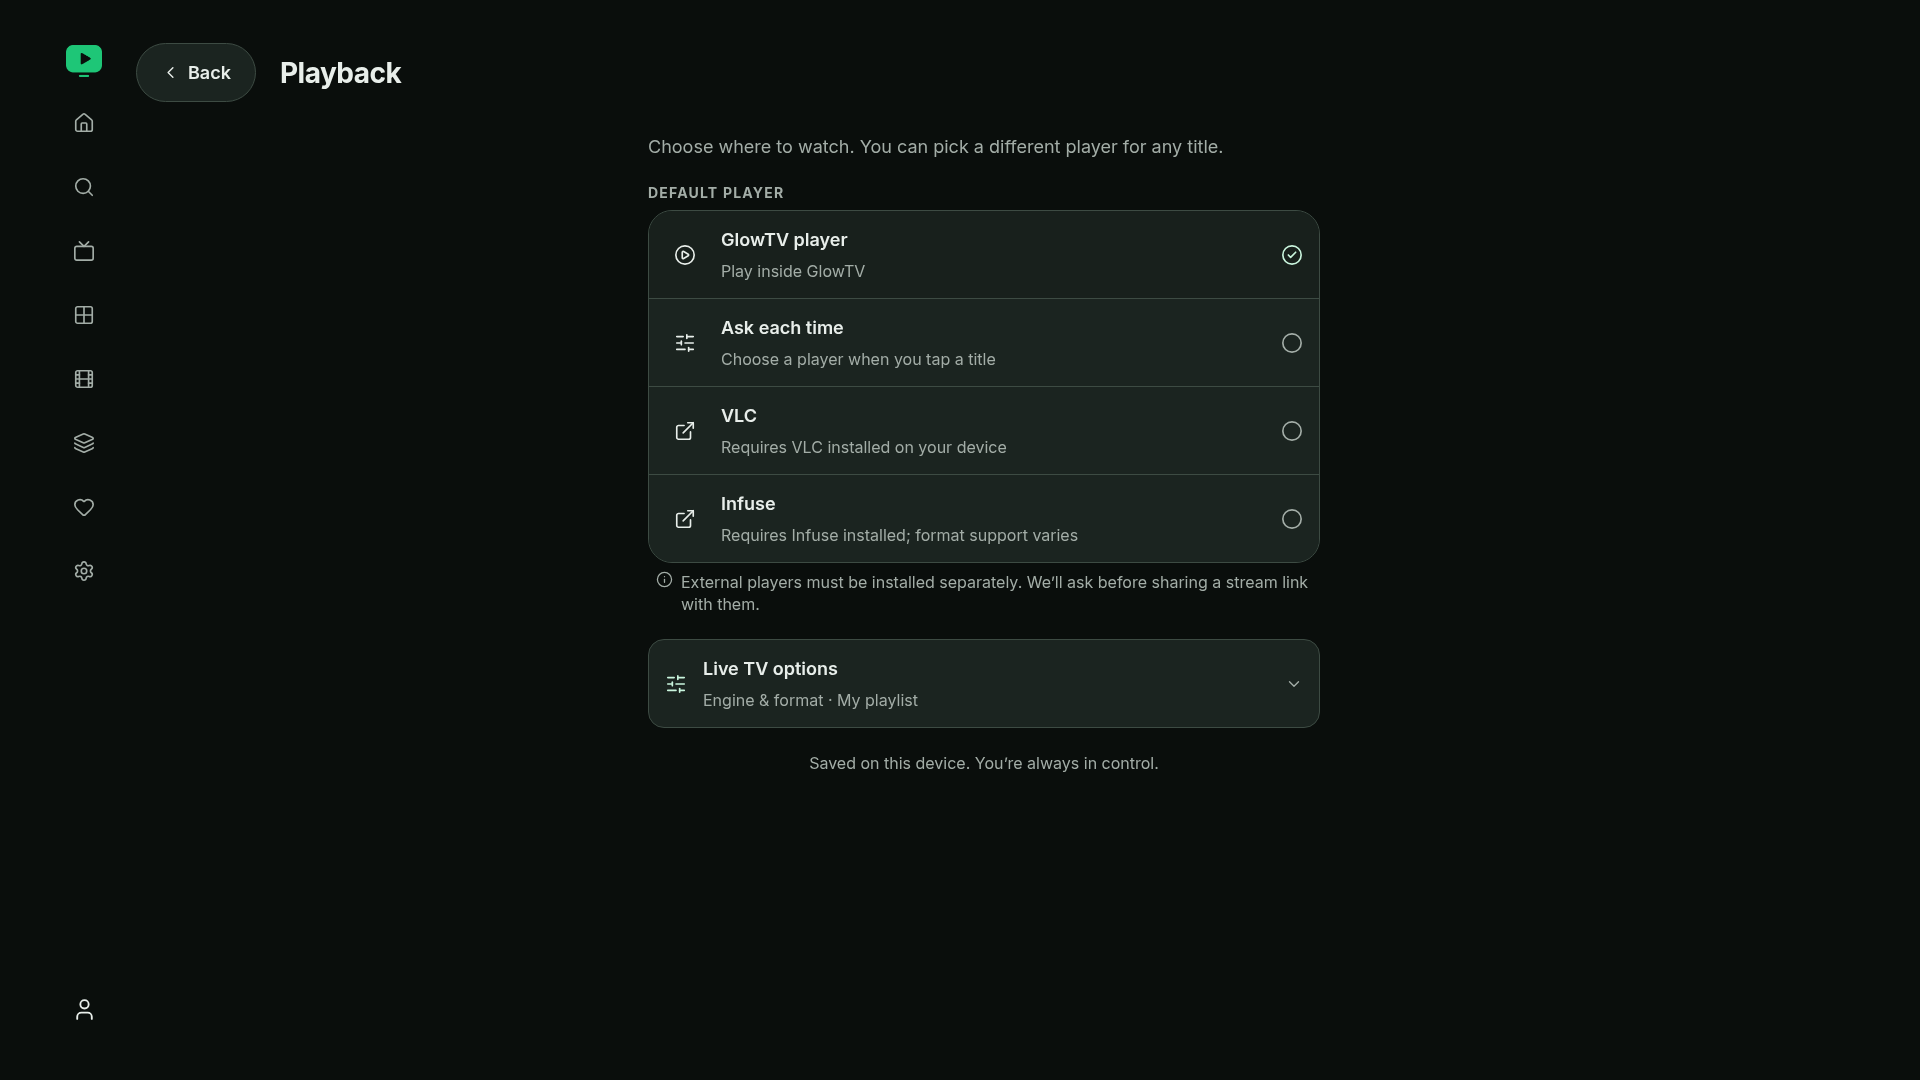 Back
Playback
Choose where to watch. You can pick a different player for any title.
DEFAULT PLAYER
GlowTV player
Play inside GlowTV
Ask each time
Choose a player when you tap a title
VLC
Requires VLC installed on your device
Infuse
Requires Infuse installed; format support varies
External players must be installed separately. We’ll ask before sharing a stream link
with them.
Live TV options
Engine & format · My playlist
Saved on this device. You’re always in control.